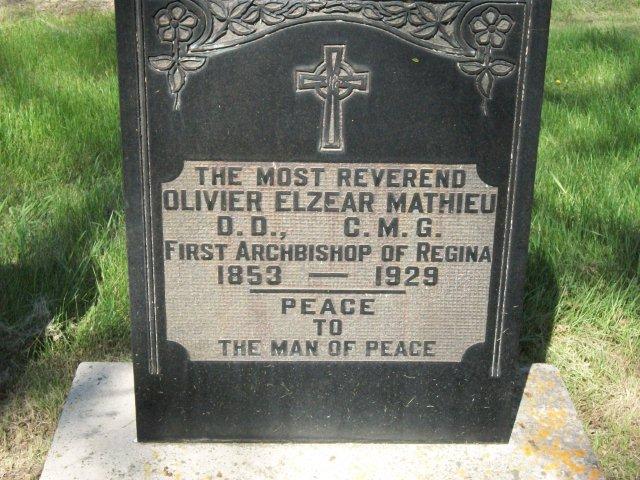 THE MOST REVEREND
OLIVIER ELZEAR MATHIEU
D.D., C.M.G.
FIRST ARCHBISHOP OF REGINA
1853 — 1929
PEACE
TO
THE MAN OF PEACE